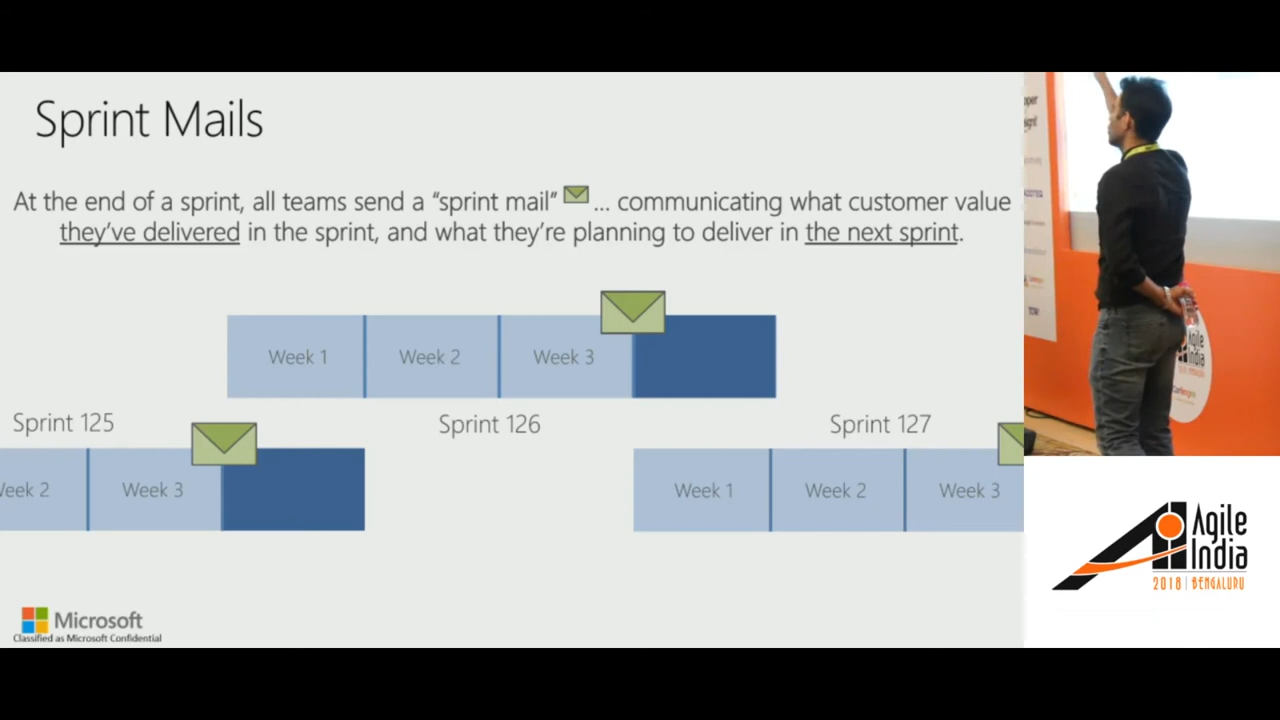 Sprint Mails
At the end of a sprint, all teams send a “sprint mail” ... communicating what customer value
they’ve delivered in the sprint, and what they’re planning to deliver in the next sprint.
Week 1
Week 2
Week 3
Sprint 125
Sprint 126
Sprint 127
Week 3
Week 1
Week 2
Week 3
Microsoft
Classified as Microsoft Confidential
Agile
India
Agile
India
2018 | BENGALURU